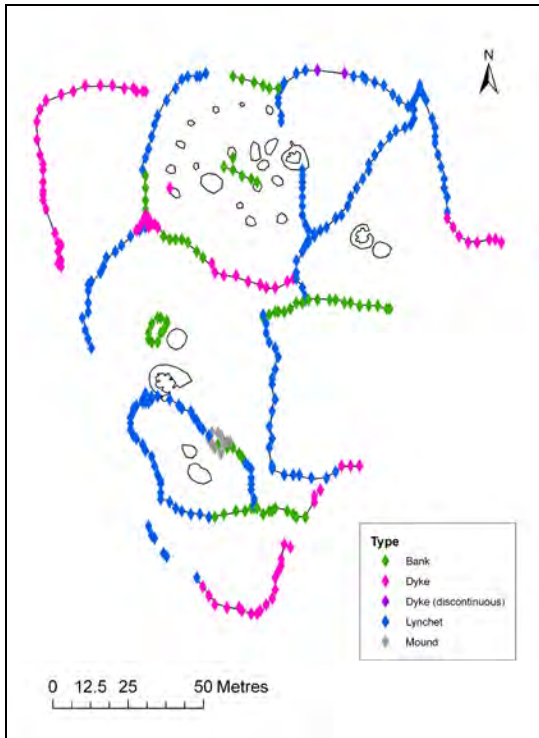 N
Type
Bank
Dyke
Dyke (discontinuous)
Lynchet
Mound
0 12.5 25 50 Metres